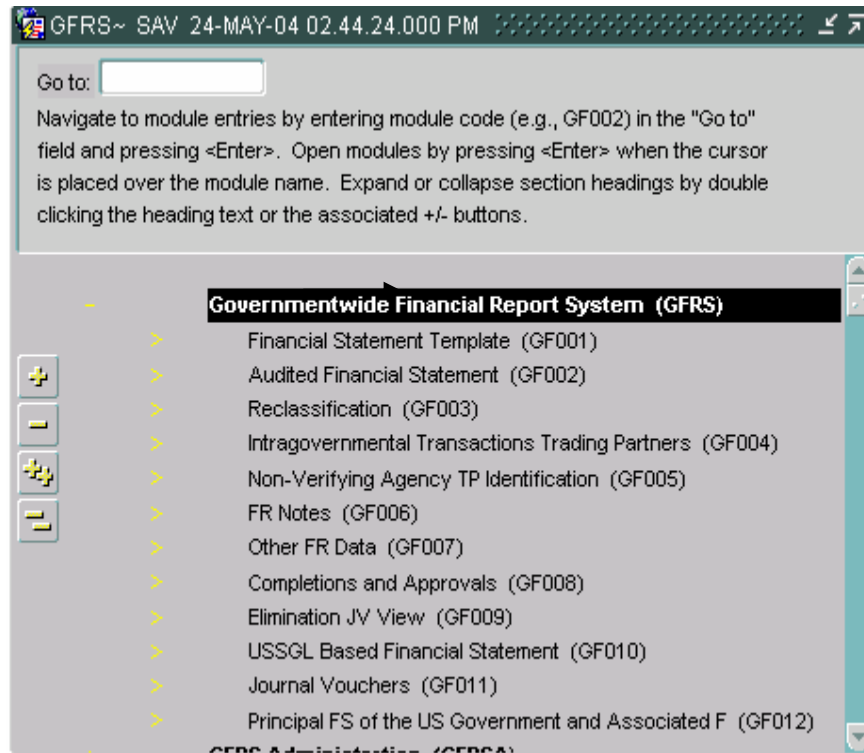 GFRS~ SAV 24-MAY-04 02.44.24.000 PM
Go to:
Navigate to module entries by entering module code (e.g., GF002) in the "Go to"
field and pressing <Enter>. Open modules by pressing <Enter> when the cursor
is placed over the module name. Expand or collapse section headings by double
clicking the heading text or the associated +/- buttons.
- Governmentwide Financial Report System (GFRS)
> Financial Statement Template (GF001)
> Audited Financial Statement (GF002)
> Reclassification (GF003)
> Intragovernmental Transactions Trading Partners (GF004)
> Non-Verifying Agency TP Identification (GF005)
> FR Notes (GF006)
> Other FR Data (GF007)
> Completions and Approvals (GF008)
> Elimination JV View (GF009)
> USSGL Based Financial Statement (GF010)
> Journal Vouchers (GF011)
> Principal FS of the US Government and Associated F (GF012)
GFRS Administration (GFRSA)